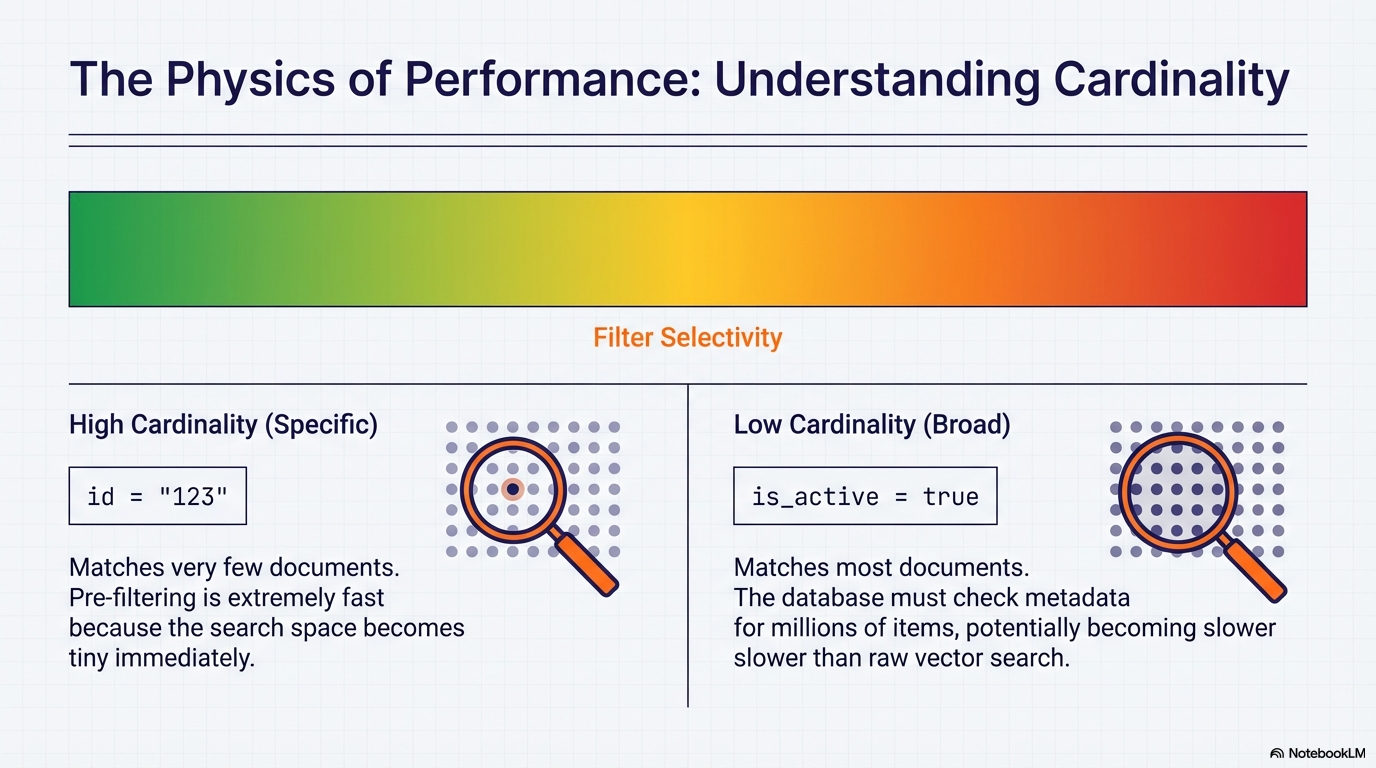 The Physics of Performance: Understanding Cardinality
Filter Selectivity
High Cardinality (Specific)
id = "123"
Matches very few documents.
Pre-filtering is extremely fast
because the search space becomes
tiny immediately.
Low Cardinality (Broad)
is_active = true
Matches most documents.
The database must check metadata
for millions of items, potentially becoming slower
slower than raw vector search.
NotebookLM